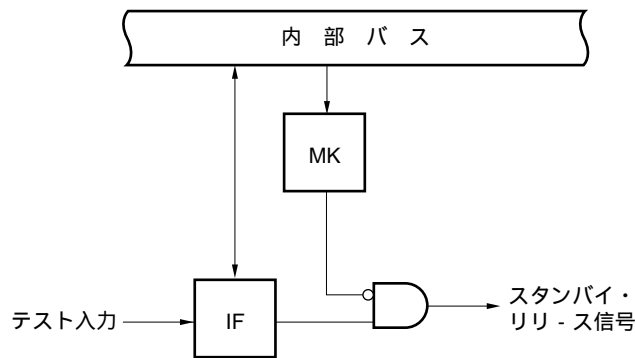 内 部 バ ス
MK
テスト入力
IF
スタンバイ・
リリ－ス信号